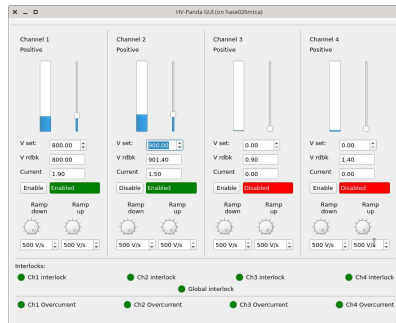 HV-Panda GUI (on hase026mtca)
Channel 1 Channel 2 Channel 3 Channel 4
Positive Positive Positive Positive
V set: 800.00 V set: 900.00 V set: 0.00 V set: 0.00
V rdbk 800.00 V rdbk 901.40 V rdbk 0.90 V rdbk 1.40
Current 1.90 Current 1.50 Current 0.00 Current 0.00
Enable Enabled Disable Enabled Enable Disabled Enable Disabled
Ramp down Ramp up Ramp down Ramp up Ramp down Ramp up Ramp down Ramp up
500 V/s 500 V/s 500 V/s 500 V/s 500 V/s 500 V/s 500 V/s 500 V/s
Interlocks:
Ch1 interlock Ch2 interlock Ch3 interlock Ch4 interlock
Global interlock
Ch1 Overcurrent Ch2 Overcurrent Ch3 Overcurrent Ch4 Overcurrent